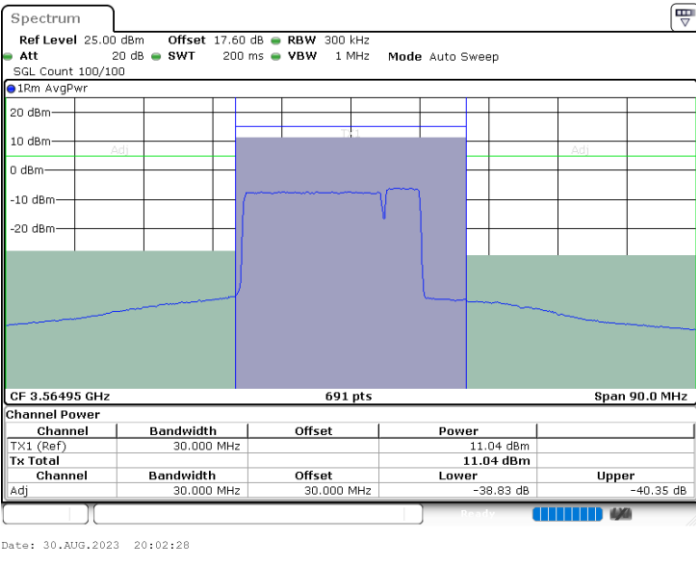 Spectrum
Ref Level 25.00 dBm Offset 17.60 dB RBW 300 kHz
Att 20 dB SWT 200 ms VBW 1 MHz Mode Auto Sweep
SGL Count 100/100
1Rm AvgPwr
20 dBm
TX1
10 dBm
Adj Adj
0 dBm
-10 dBm
-20 dBm
CF 3.56495 GHz 691 pts Span 90.0 MHz
Channel Power
Channel Bandwidth Offset Power
TX1 (Ref) 30.000 MHz 11.04 dBm
Tx Total 11.04 dBm
Channel Bandwidth Offset Lower Upper
Adj 30.000 MHz 30.000 MHz -38.83 dB -40.35 dB
Ready
Date: 30.AUG.2023 20:02:28